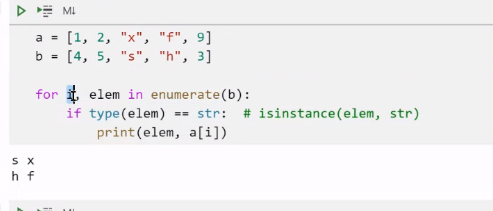 M↓
a = [1, 2, "x", "f", 9]
b = [4, 5, "s", "h", 3]
for i, elem in enumerate(b):
if type(elem) == str:  # isinstance(elem, str)
print(elem, a[i])
s x
h f
M↓